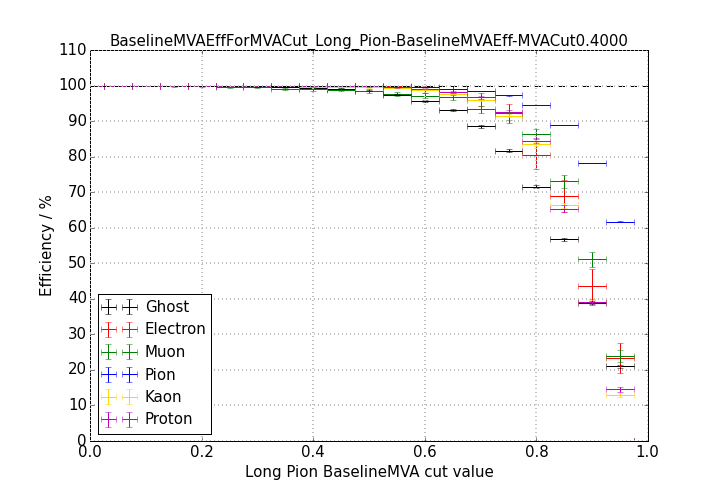 BaselineMVAEffForMVACut_Long_Pion-BaselineMVAEff-MVACut0.4000
110
100
90
80
70
60
50
40
30
20
10
0
Efficiency / %
Ghost
Electron
Muon
Pion
Kaon
Proton
0.0 0.2 0.4 0.6 0.8 1.0
Long Pion BaselineMVA cut value